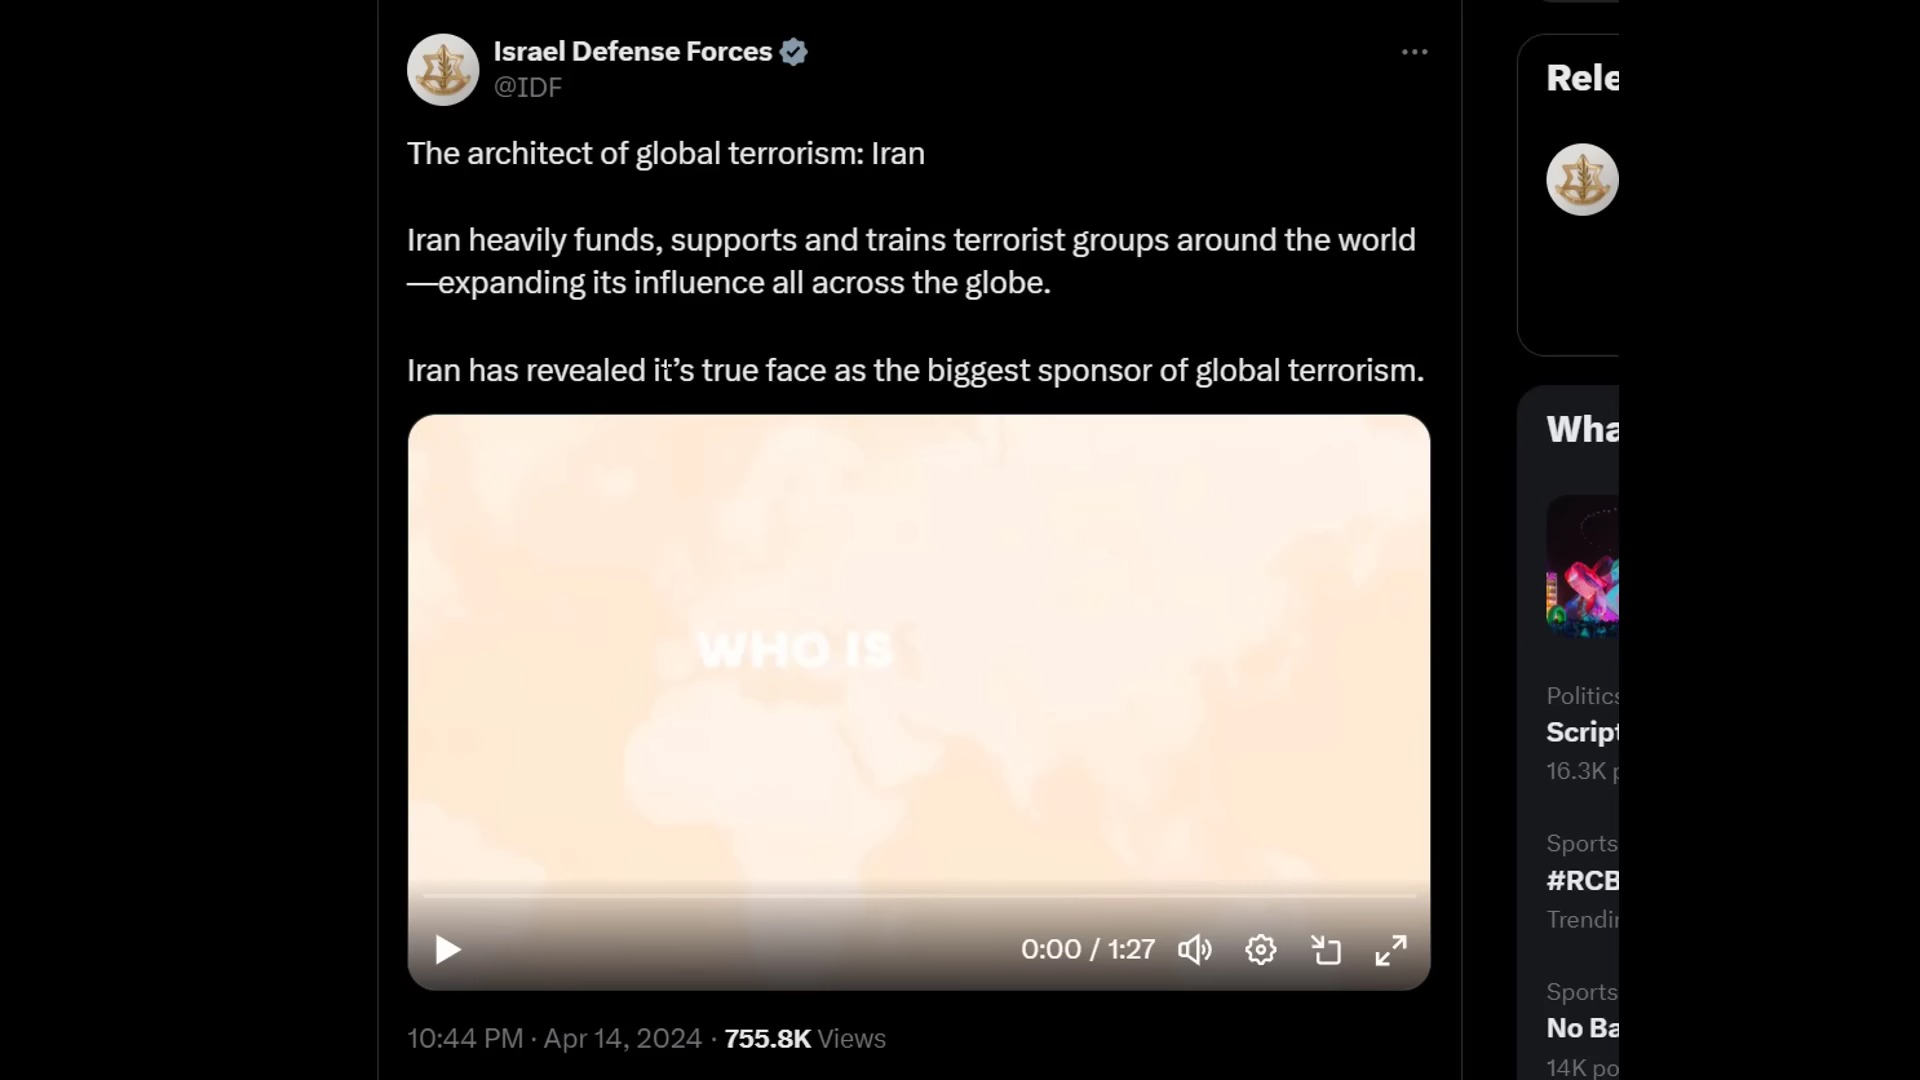 Israel Defense Forces
@IDF
The architect of global terrorism: Iran
Iran heavily funds, supports and trains terrorist groups around the world
—expanding its influence all across the globe.
Iran has revealed it's true face as the biggest sponsor of global terrorism.
WHO IS
0:00 / 1:27
10:44 PM · Apr 14, 2024 · 755.8K Views
Rele
Wha
Politics
Script
16.3K p
Sports
#RCB
Trendin
Sports
No Ba
14K po